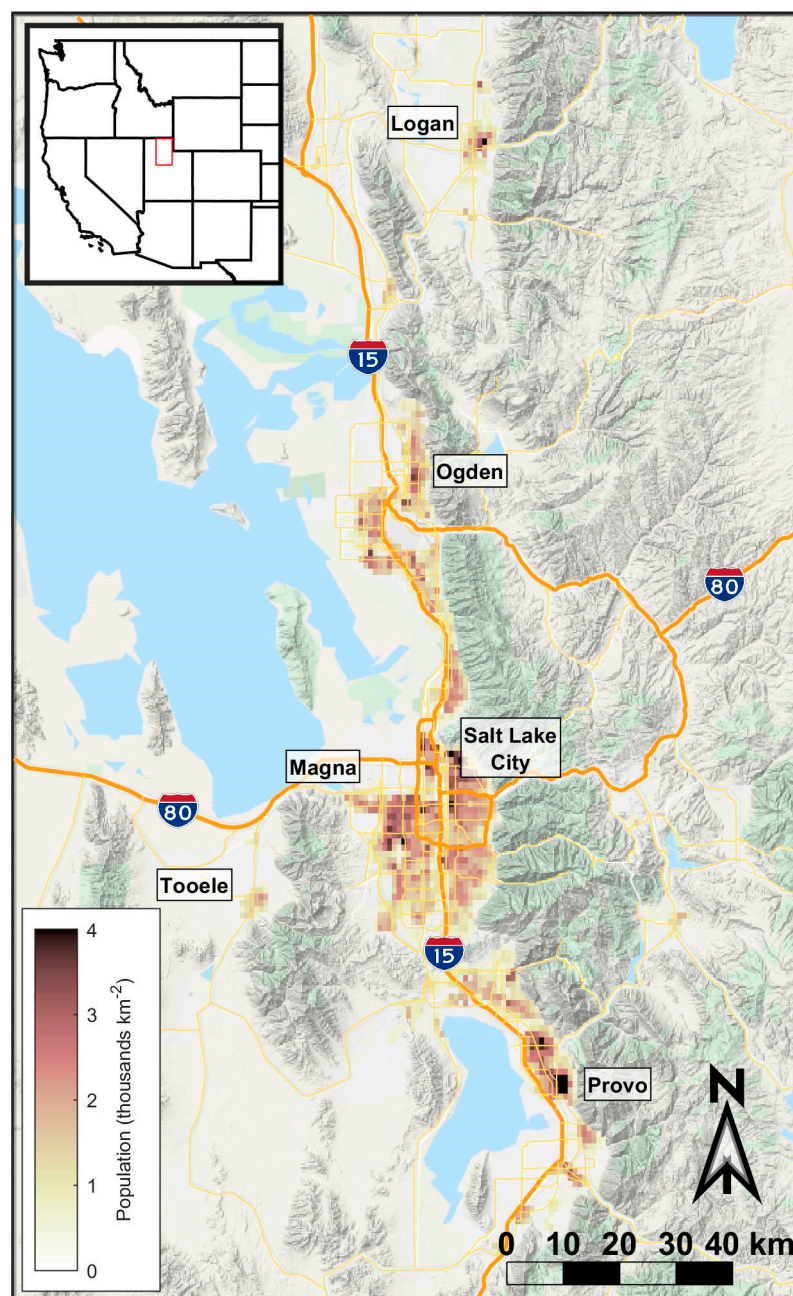 Logan
15
Ogden
80
Salt Lake
City
Magna
80
Tooele
15
4
3
2
1
0
Population (thousands km⁻²)
Provo
N
0 10 20 30 40 km